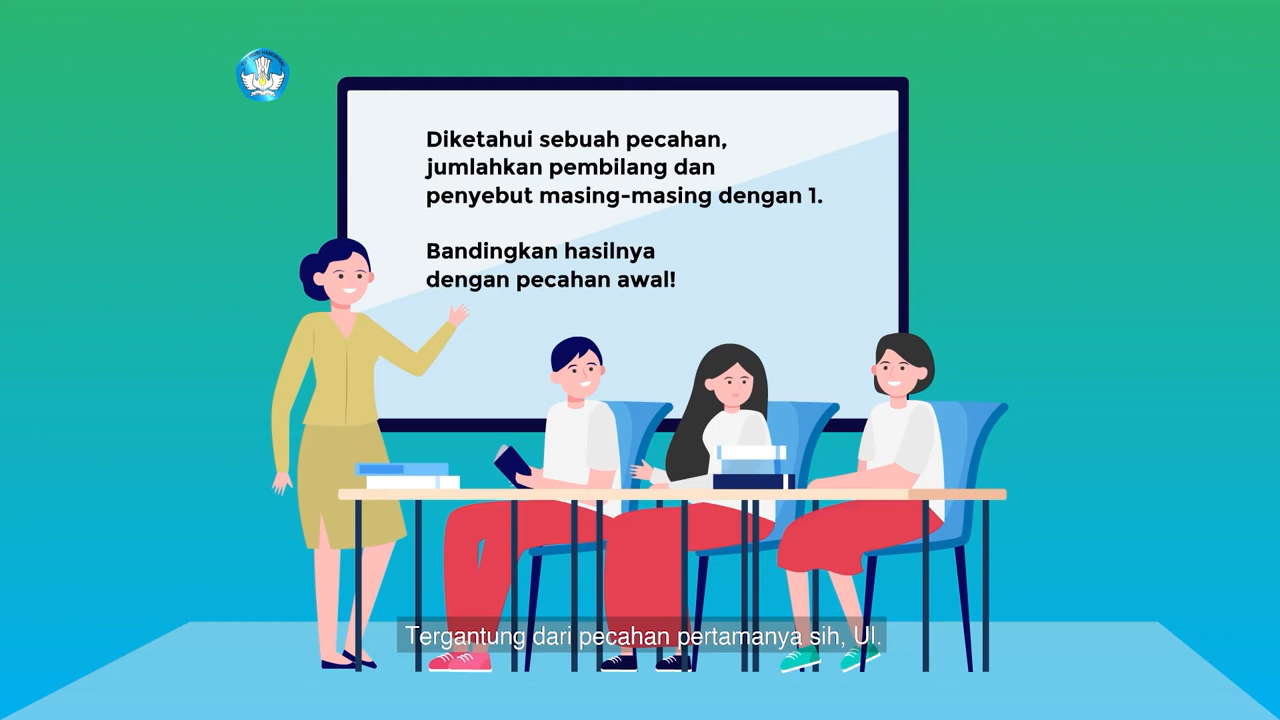 Diketahui sebuah pecahan,
jumlahkan pembilang dan
penyebut masing-masing dengan 1.
Bandingkan hasilnya
dengan pecahan awal!
Tergantung dari pecahan pertamanya sih, Ul.